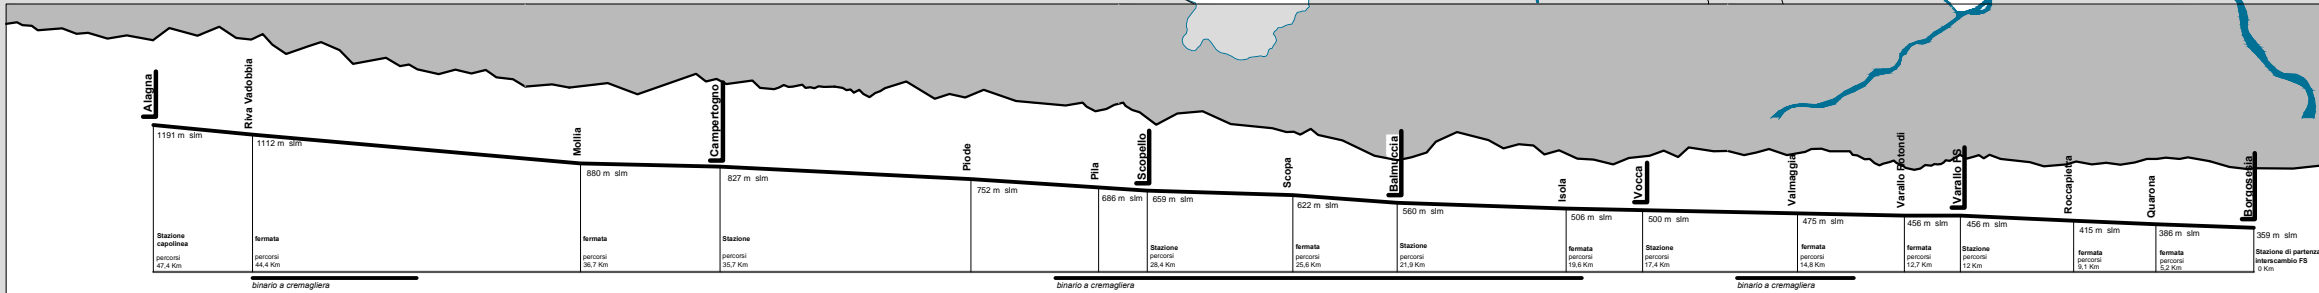 Alagna
Riva Vadobbia
Mollia
Campertogno
Piode
Pila
Scopello
Scopa
Balmuccia
Isola
Vocca
Valmaggia
Varallo Rotondi
Varallo FS
Roccapietra
Quarona
Borgosesia
1191 m slm
1112 m slm
880 m slm
827 m slm
752 m slm
686 m slm
659 m slm
622 m slm
560 m slm
506 m slm
500 m slm
475 m slm
456 m slm
456 m slm
415 m slm
386 m slm
359 m slm
Stazione
capolinea
percorsi
47,4 Km
fermata
percorsi
44,4 Km
fermata
percorsi
36,7 Km
Stazione
percorsi
35,7 Km
Stazione
percorsi
28,4 Km
fermata
percorsi
25,6 Km
Stazione
percorsi
21,9 Km
fermata
percorsi
19,6 Km
Stazione
percorsi
17,4 Km
fermata
percorsi
14,8 Km
fermata
percorsi
12,7 Km
Stazione
percorsi
12 Km
fermata
percorsi
9,1 Km
fermata
percorsi
5,2 Km
Stazione di partenza
interscambio FS
0 Km
binario a cremagliera
binario a cremagliera
binario a cremagliera